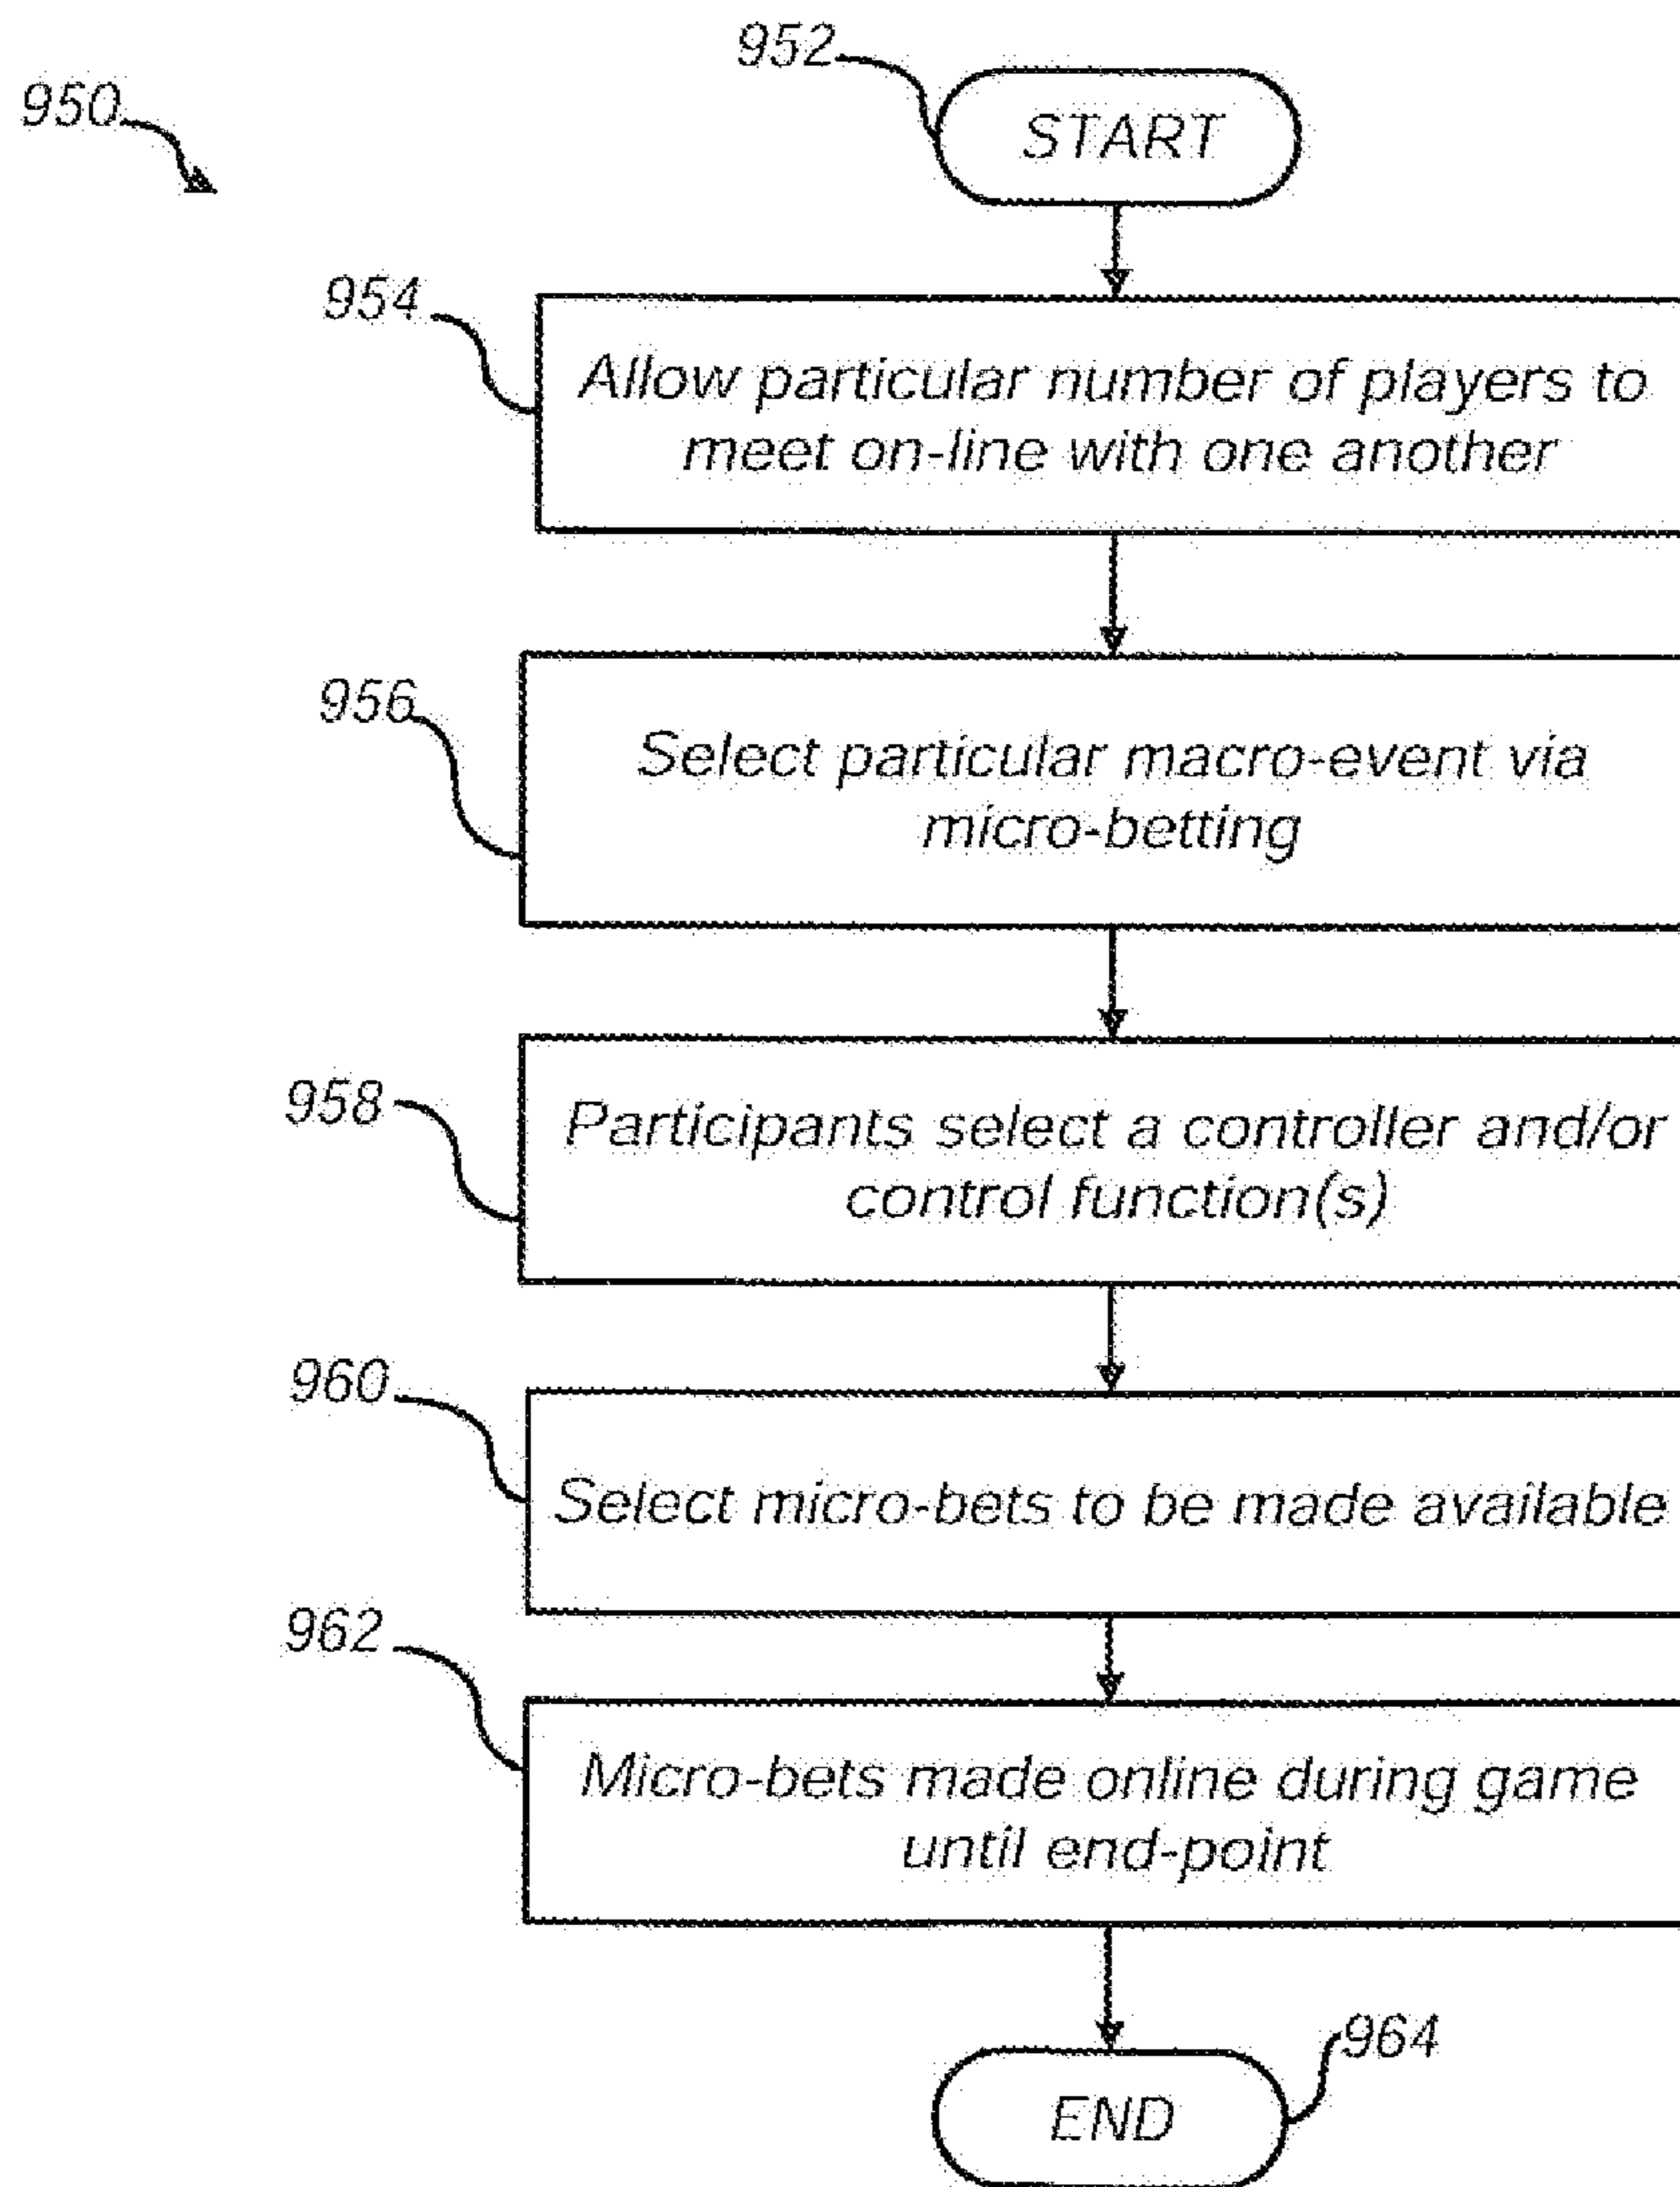 952
950
START
954
Allow particular number of players to
meet on-line with one another
956
Select particular macro-event via
micro-betting
958
Participants select a controller and/or
control function(s)
960
Select micro-bets to be made available
962
Micro-bets made online during game
until end-point
964
END